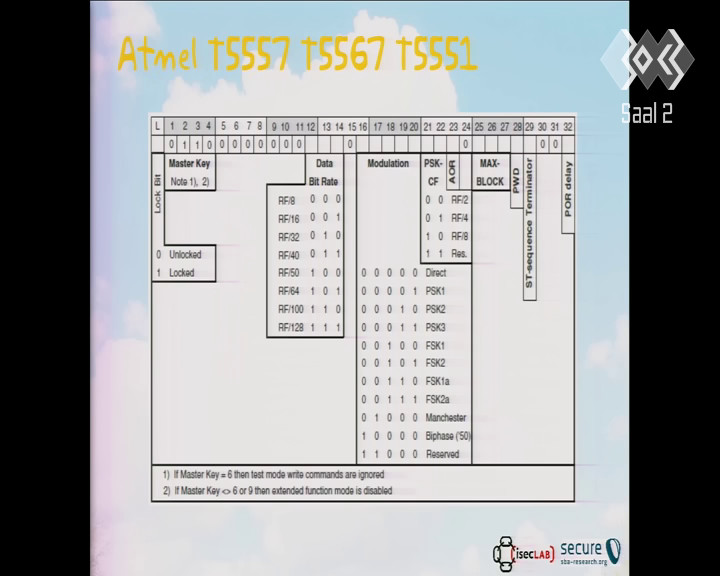 Atmel T5557 T5567 T5551
Saal 2
L 1 2 3 4 5 6 7 8 9 10 11 12 13 14 15 16 17 18 19 20 21 22 23 24 25 26 27 28 29 30 31 32
0 1 1 0 0 0 0 0 0 0 0 0 0 0 0
Lock Bit
Master Key
Note 1), 2)
0 Unlocked
1 Locked
Data
Bit Rate
RF/8 0 0 0
RF/16 0 0 1
RF/32 0 1 0
RF/40 0 1 1
RF/50 1 0 0
RF/64 1 0 1
RF/100 1 1 0
RF/128 1 1 1
Modulation
0 0 0 0 0 Direct
0 0 0 0 1 PSK1
0 0 0 1 0 PSK2
0 0 0 1 1 PSK3
0 0 1 0 0 FSK1
0 0 1 0 1 FSK2
0 0 1 1 0 FSK1a
0 0 1 1 1 FSK2a
0 1 0 0 0 Manchester
1 0 0 0 0 Biphase ('50)
1 1 0 0 0 Reserved
PSK-
CF
0 0 RF/2
0 1 RF/4
1 0 RF/8
1 1 Res.
AOR
MAX-
BLOCK
PWD
ST-sequence Terminator
POR delay
1) If Master Key = 6 then test mode write commands are ignored
2) If Master Key <> 6 or 9 then extended function mode is disabled
(isecLAB)
secure
sba-research.org